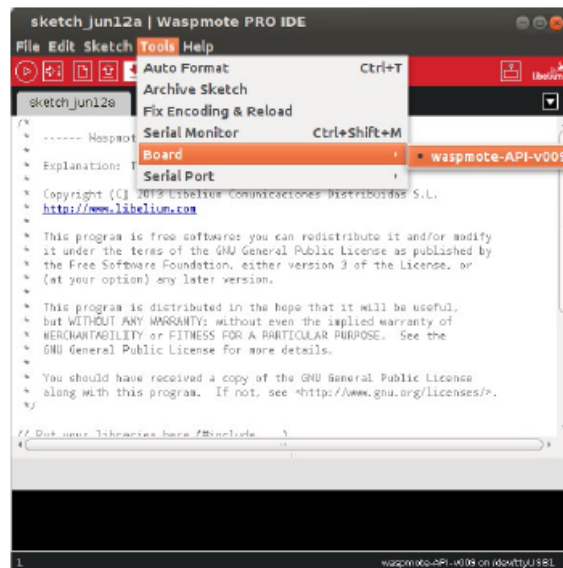 sketch_jun12a | Waspmote PRO IDE
File Edit Sketch Tools Help
Auto Format Ctrl+T
Archive Sketch
Fix Encoding & Reload
Serial Monitor Ctrl+Shift+M
Board
waspmote-API-v009
Serial Port
libelium
sketch_jun12a
/*
* ------ Waspmot
*
* Explanation: T
*
* Copyright (C) 2013 Libelium Comunicaciones Distribuidas S.L.
* http://www.libelium.com
*
* This program is free software: you can redistribute it and/or modify
* it under the terms of the GNU General Public License as published by
* the Free Software Foundation, either version 3 of the License, or
* (at your option) any later version.
*
* This program is distributed in the hope that it will be useful,
* but WITHOUT ANY WARRANTY; without even the implied warranty of
* MERCHANTABILITY or FITNESS FOR A PARTICULAR PURPOSE.  See the
* GNU General Public License for more details.
*
* You should have received a copy of the GNU General Public License
* along with this program.  If not, see <http://www.gnu.org/licenses/>.
*/
// Put your libraries here (#include ...)
1
waspmote-API-v009 on /dev/ttyUSB1